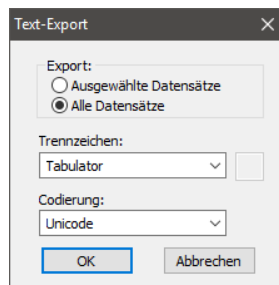 Text-Export
Export:
Ausgewählte Datensätze
Alle Datensätze
Trennzeichen:
Tabulator
Codierung:
Unicode
OK Abbrechen